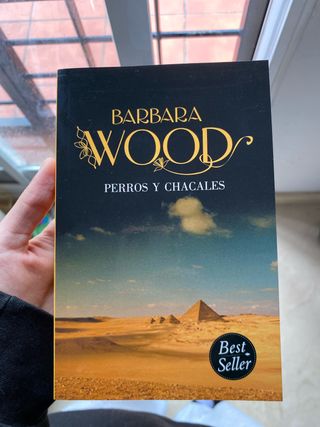 BARBARA
WOOD
PERROS Y CHACALES
Best
Seller